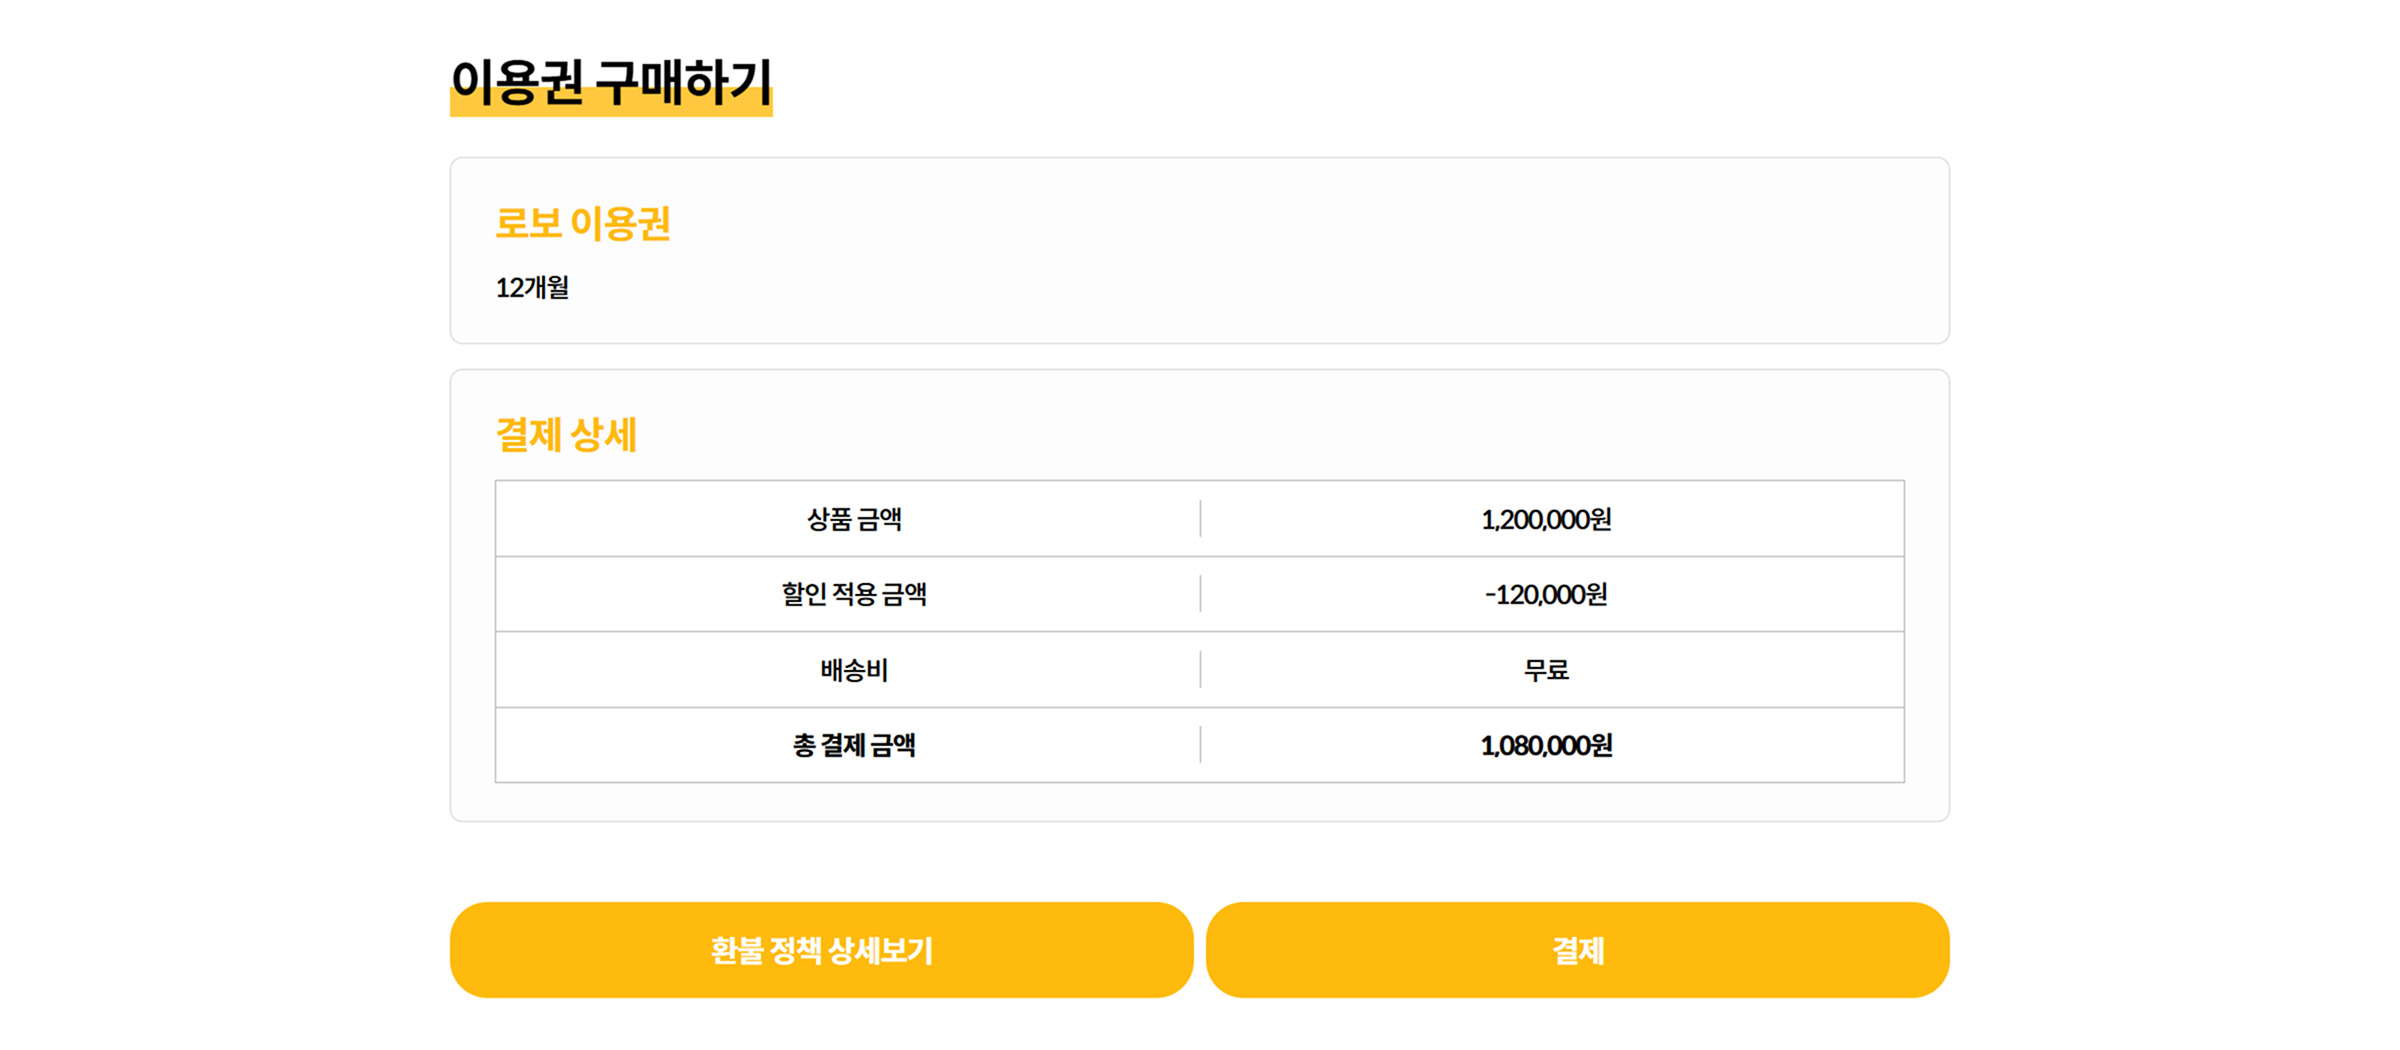 이용권 구매하기
로보 이용권
12개월
결제 상세
상품 금액 1,200,000원
할인 적용 금액 -120,000원
배송비 무료
총 결제 금액 1,080,000원
환불 정책 상세보기 결제